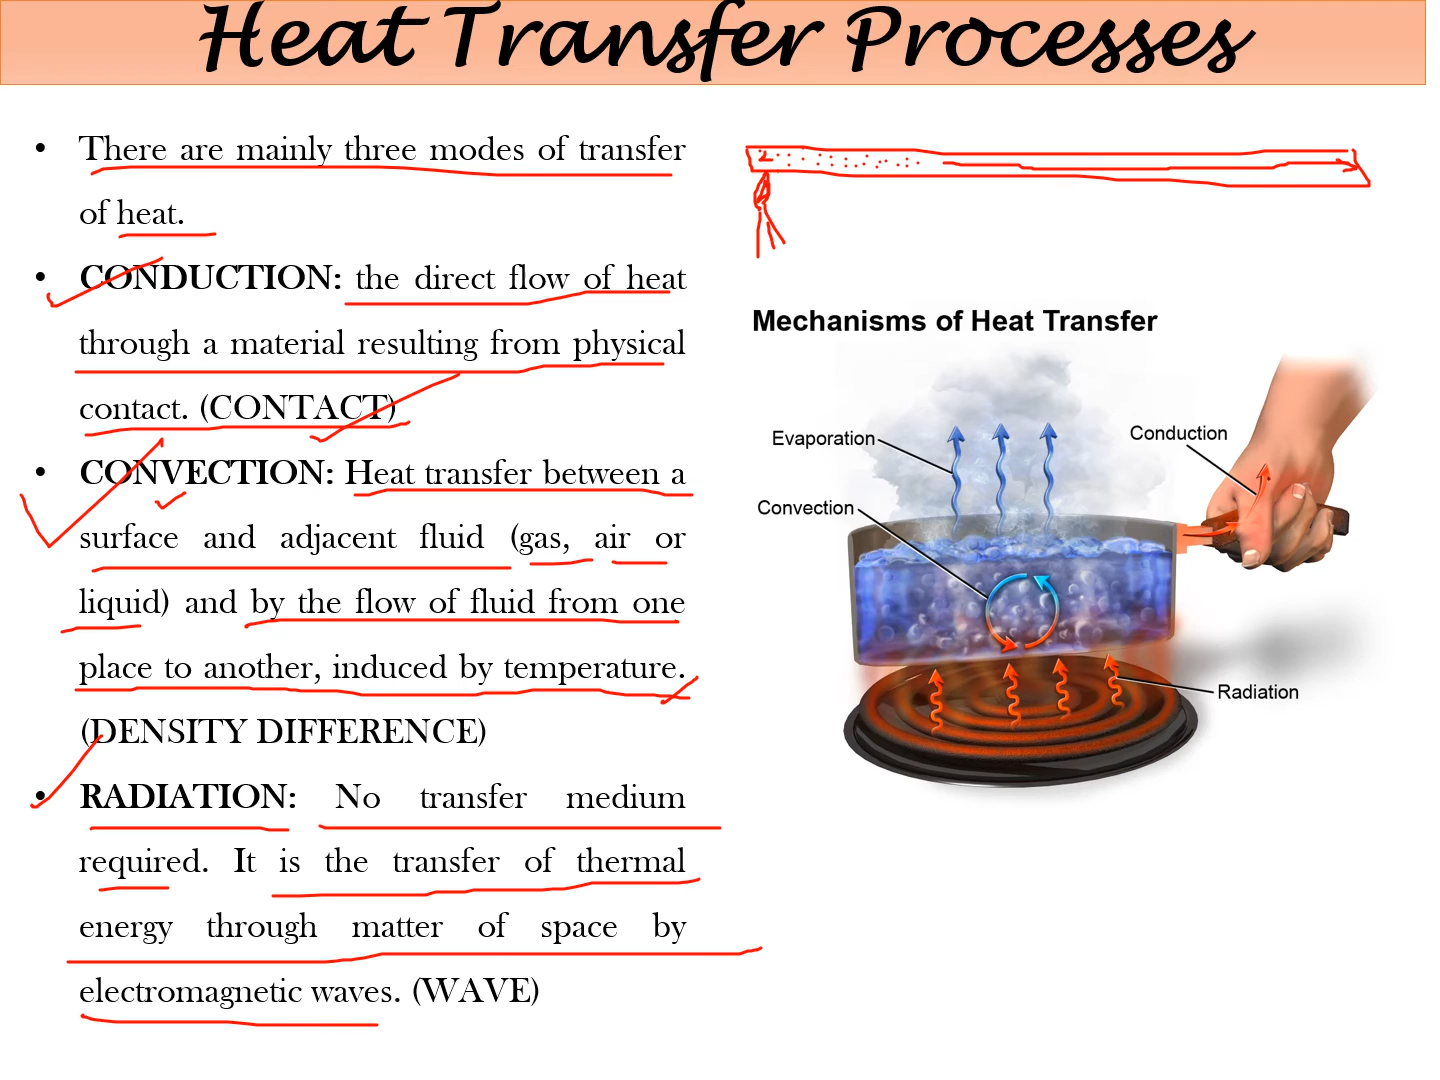 Heat Transfer Processes
• There are mainly three modes of transfer
of heat.
• CONDUCTION: the direct flow of heat
through a material resulting from physical
contact. (CONTACT)
• CONVECTION: Heat transfer between a
surface and adjacent fluid (gas, air or
liquid) and by the flow of fluid from one
place to another, induced by temperature.
(DENSITY DIFFERENCE)
• RADIATION: No transfer medium
required. It is the transfer of thermal
energy through matter of space by
electromagnetic waves. (WAVE)
Mechanisms of Heat Transfer
Evaporation
Conduction
Convection
Radiation